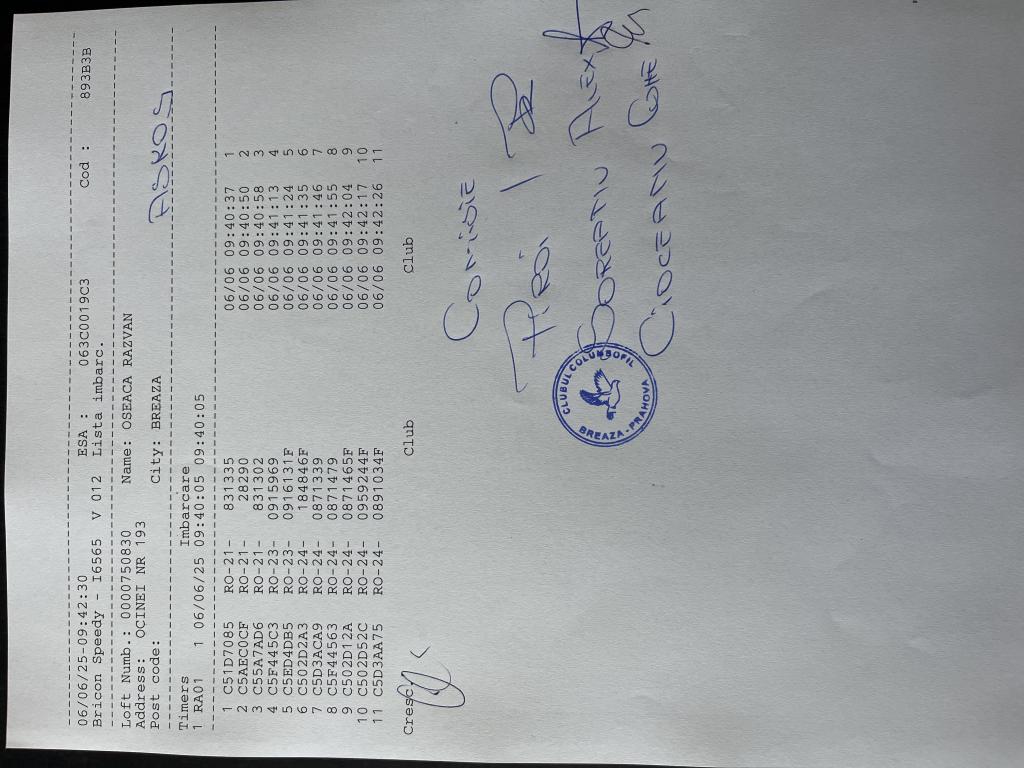 06/06/25-09:42:30
Bricon Speedy - I6565 V 012 ESA : 063C0019C3 Cod : 893B3B
Lista imbarc.
Loft Numb.: 0000750830 Name: OSEACA RAZVAN
Address: OCINEI NR 193
Post code: City: BREAZA
ASKOS
Timers Imbarcare
1 RA01 1 06/06/25 09:40:05 09:40:05
1 C51D7085 RO-21- 831335 06/06 09:40:37 1
2 C5AEC0CF RO-21- 28290 06/06 09:40:50 2
3 C55A7AD6 RO-21- 831302 06/06 09:40:58 3
4 C5F445C3 RO-23- 0915969 06/06 09:41:13 4
5 C5ED4DB5 RO-23- 0916131F 06/06 09:41:24 5
6 C502D2A3 RO-24- 184846F 06/06 09:41:35 6
7 C5D3ACA9 RO-24- 0871339 06/06 09:41:46 7
8 C5F44563 RO-24- 0871479 06/06 09:41:55 8
9 C502D12A RO-24- 0871465F 06/06 09:42:04 9
10 C502D52C RO-24- 0959244F 06/06 09:42:17 10
11 C5D3AA75 RO-24- 0891034F 06/06 09:42:26 11
Cresc Club Club
COMISIE
PIROI
BOREATIU ALEX
CIOCEANU GHE
CLUBUL COLUMBOFIL
BREAZA - PRAHOVA